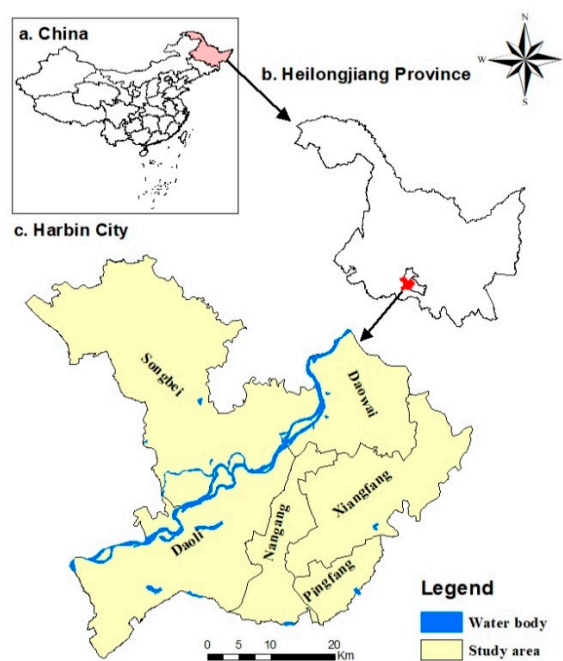 a. China
N
W
E
S
b. Heilongjiang Province
c. Harbin City
Songbei
Daowai
Xiangfang
Nangang
Daoli
Pingfang
Legend
Water body
Study area
0 5 10 20
Km